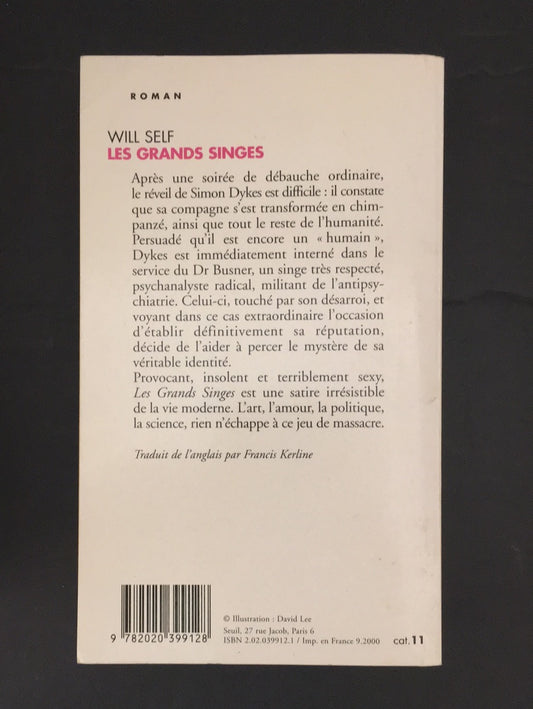 ROMAN
WILL SELF
LES GRANDS SINGES
Après une soirée de débauche ordinaire,
le réveil de Simon Dykes est difficile : il constate
que sa compagne s'est transformée en chim-
panzé, ainsi que tout le reste de l'humanité.
Persuadé qu'il est encore un « humain »,
Dykes est immédiatement interné dans le
service du Dr Busner, un singe très respecté,
psychanalyste radical, militant de l'antipsy-
chiatrie. Celui-ci, touché par son désarroi, et
voyant dans ce cas extraordinaire l'occasion
d'établir définitivement sa réputation,
décide de l'aider à percer le mystère de sa
véritable identité.
Provocant, insolent et terriblement sexy,
Les Grands Singes est une satire irrésistible
de la vie moderne. L'art, l'amour, la politique,
la science, rien n'échappe à ce jeu de massacre.
Traduit de l'anglais par Francis Kerline
9 782020 399128
© Illustration : David Lee
Seuil, 27 rue Jacob, Paris 6
ISBN 2.02.039912.1 / Imp. en France 9.2000
cat. 11